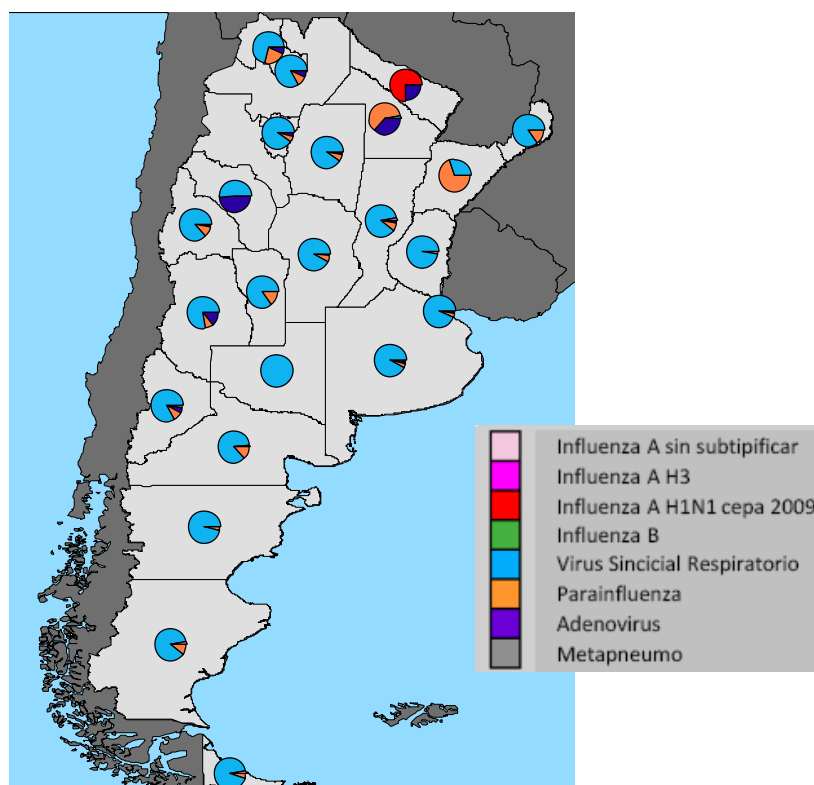 Influenza A sin subtipificar
Influenza A H3
Influenza A H1N1 cepa 2009
Influenza B
Virus Sincicial Respiratorio
Parainfluenza
Adenovirus
Metapneumo